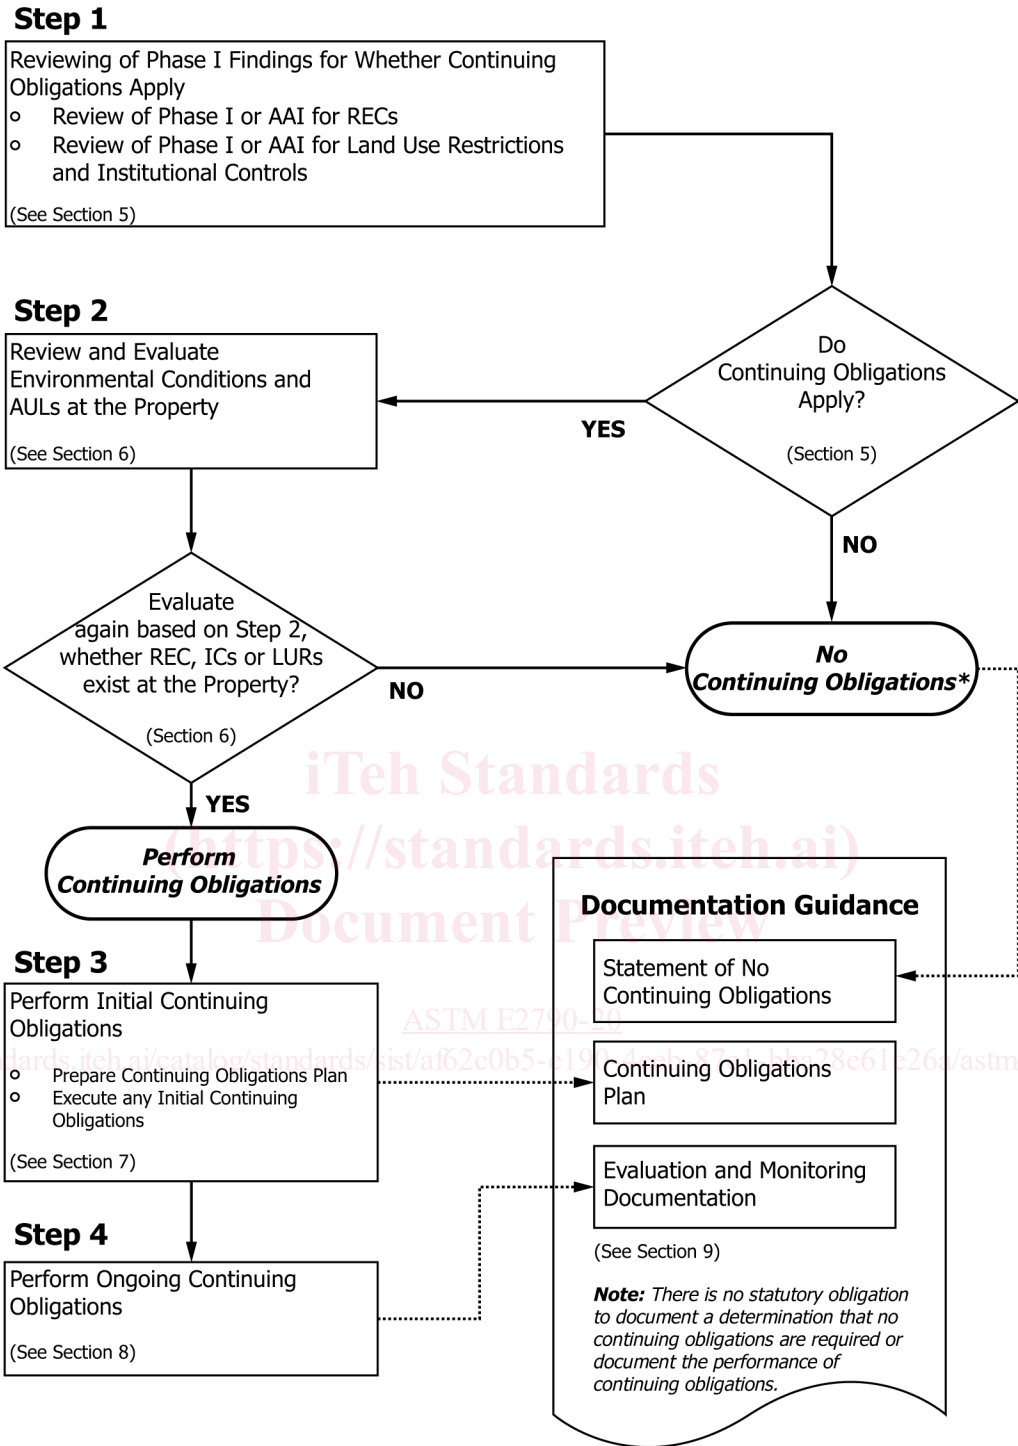 Step 1
Reviewing of Phase I Findings for Whether Continuing
Obligations Apply
Review of Phase I or AAI for RECs
Review of Phase I or AAI for Land Use Restrictions
and Institutional Controls
(See Section 5)
Do
Continuing Obligations
Apply?
(Section 5)
YES
NO
Step 2
Review and Evaluate
Environmental Conditions and
AULs at the Property
(See Section 6)
Evaluate
again based on Step 2,
whether REC, ICs or LURs
exist at the Property?
(Section 6)
NO
YES
No
Continuing Obligations*
Perform
Continuing Obligations
iTeh Standards
(https://standards.iteh.ai)
Document Preview
Step 3
Perform Initial Continuing
Obligations
Prepare Continuing Obligations Plan
Execute any Initial Continuing
Obligations
(See Section 7)
ASTM E2790-20
Step 4
Perform Ongoing Continuing
Obligations
(See Section 8)
Documentation Guidance
Statement of No
Continuing Obligations
Continuing Obligations
Plan
Evaluation and Monitoring
Documentation
(See Section 9)
Note: There is no statutory obligation
to document a determination that no
continuing obligations are required or
document the performance of
continuing obligations.